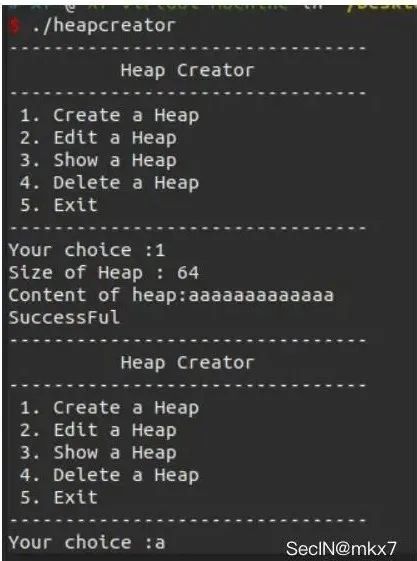 $ ./heapcreator
--------------------------------
Heap Creator
--------------------------------
1. Create a Heap
2. Edit a Heap
3. Show a Heap
4. Delete a Heap
5. Exit
--------------------------------
Your choice :1
Size of Heap : 64
Content of heap:aaaaaaaaaaaaa
SuccessFul
--------------------------------
Heap Creator
--------------------------------
1. Create a Heap
2. Edit a Heap
3. Show a Heap
4. Delete a Heap
5. Exit
--------------------------------
Your choice :a
SecIN@mkx7